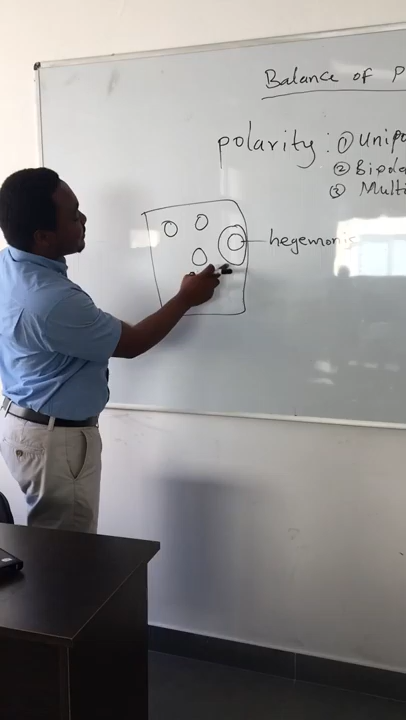 Balance of P
polarity: ① Unipo
② Bipola
③ Multi
hegemonis